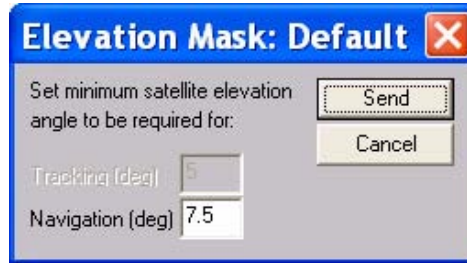 Elevation Mask: Default
Set minimum satellite elevation
angle to be required for:
Send
Cancel
Tracking (deg) 5
Navigation (deg) 7.5